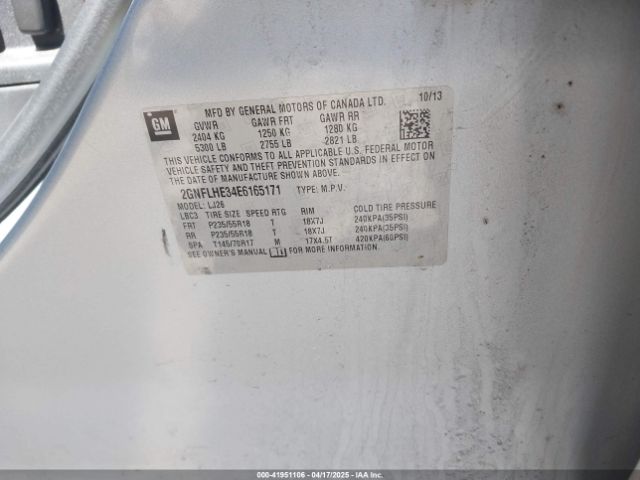 GM
MFD BY GENERAL MOTORS OF CANADA LTD. 10/13
GVWR GAWR FRT GAWR RR
2404 KG 1250 KG 1280 KG
5300 LB 2755 LB 2821 LB
THIS VEHICLE CONFORMS TO ALL APPLICABLE U.S. FEDERAL MOTOR
VEHICLE SAFETY AND THEFT PREVENTION STANDARDS IN EFFECT
ON THE DATE OF MANUFACTURE SHOWN ABOVE.
2GNFLHE34E6165171 TYPE: M.P.V.
MODEL: LJ26
LBC3 TIRE SIZE SPEED RTG RIM COLD TIRE PRESSURE
FRT P235/55R18 T 18X7J 240KPA(35PSI)
RR P235/55R18 T 18X7J 240KPA(35PSI)
SPA T145/70R17 M 17X4.5T 420KPA(60PSI)
SEE OWNER'S MANUAL FOR MORE INFORMATION.
000-41951106 - 04/17/2025 - IAAI.COM